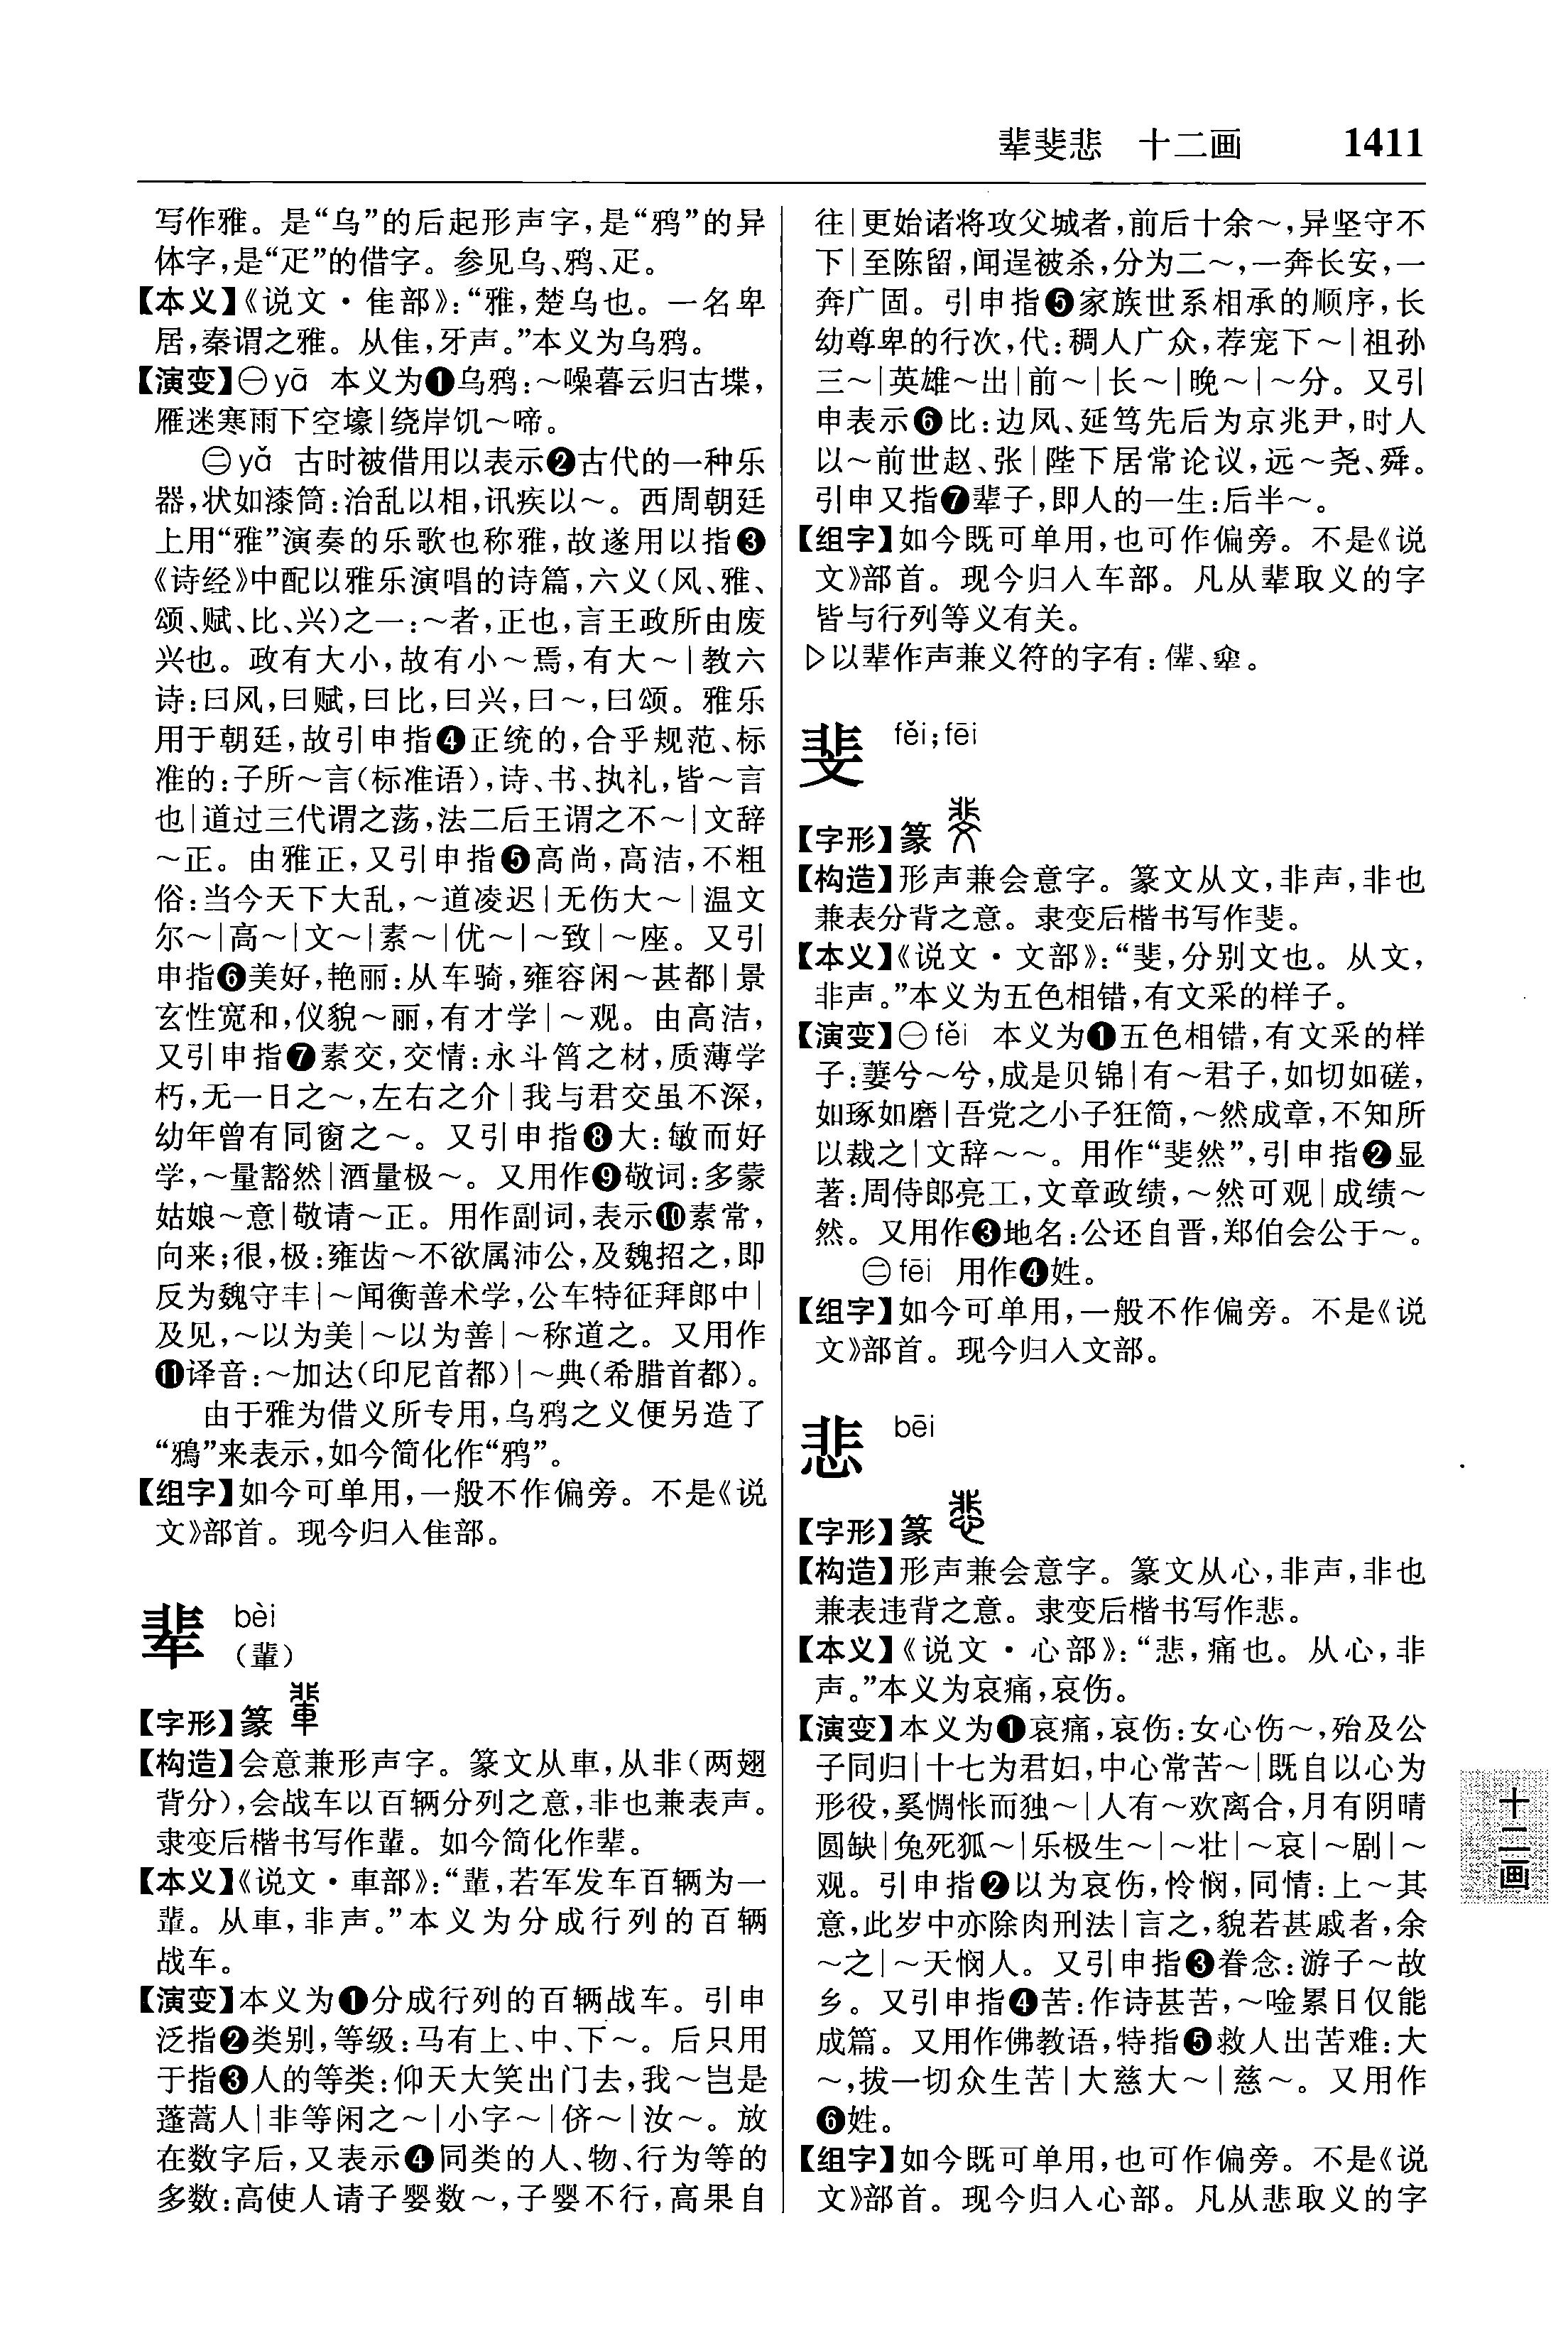 辈斐悲　十二画　1411
写作雅。是“乌”的后起形声字,是“鸦”的异
体字,是“疋”的借字。参见乌、鸦、疋。
【本义】《说文·隹部》:“雅,楚乌也。一名卑
居,秦谓之雅。从隹,牙声。”本义为乌鸦。
【演变】㊀yā 本义为❶乌鸦:～噪暮云归古堞,
雁迷寒雨下空壕|绕岸饥～啼。
㊁yǎ 古时被借用以表示❷古代的一种乐
器,状如漆筒:治乱以相,讯疾以～。西周朝廷
上用“雅”演奏的乐歌也称雅,故遂用以指❸
《诗经》中配以雅乐演唱的诗篇,六义(风、雅、
颂、赋、比、兴)之一:～者,正也,言王政所由废
兴也。政有大小,故有小～焉,有大～|教六
诗:曰风,曰赋,曰比,曰兴,曰～,曰颂。雅乐
用于朝廷,故引申指❹正统的,合乎规范、标
准的:子所～言(标准语),诗、书、执礼,皆～言
也|道过三代谓之荡,法二后王谓之不～|文辞
～正。由雅正,又引申指❺高尚,高洁,不粗
俗:当今天下大乱,～道凌迟|无伤大～|温文
尔～|高～|文～|素～|优～|～致|～座。又引
申指❻美好,艳丽:从车骑,雍容闲～甚都|景
玄性宽和,仪貌～丽,有才学|～观。由高洁,
又引申指❼素交,交情:永斗筲之材,质薄学
朽,无一日之～,左右之介|我与君交虽不深,
幼年曾有同窗之～。又引申指❽大:敏而好
学,～量豁然|酒量极～。又用作❾敬词:多蒙
姑娘～意|敬请～正。用作副词,表示❿素常,
向来;很,极:雍齿～不欲属沛公,及魏招之,即
反为魏守丰|～闻衡善术学,公车特征拜郎中|
及见,～以为美|～以为善|～称道之。又用作
⓫译音:～加达(印尼首都)|～典(希腊首都)。
由于雅为借义所专用,乌鸦之义便另造了
“鴉”来表示,如今简化作“鸦”。
【组字】如今可单用,一般不作偏旁。不是《说
文》部首。现今归入隹部。
辈 bèi
(輩)
【字形】篆
【构造】会意兼形声字。篆文从車,从非(两翅
背分),会战车以百辆分列之意,非也兼表声。
隶变后楷书写作輩。如今简化作辈。
【本义】《说文·車部》:“輩,若军发车百辆为一
輩。从車,非声。”本义为分成行列的百辆
战车。
【演变】本义为❶分成行列的百辆战车。引申
泛指❷类别,等级:马有上、中、下～。后只用
于指❸人的等类:仰天大笑出门去,我～岂是
蓬蒿人|非等闲之～|小字～|侪～|汝～。放
在数字后,又表示❹同类的人、物、行为等的
多数:高使人请子婴数～,子婴不行,高果自
往|更始诸将攻父城者,前后十余～,异坚守不
下|至陈留,闻逞被杀,分为二～,一奔长安,一
奔广固。引申指❺家族世系相承的顺序,长
幼尊卑的行次,代:稠人广众,荐宠下～|祖孙
三～|英雄～出|前～|长～|晚～|～分。又引
申表示❻比:边凤、延笃先后为京兆尹,时人
以～前世赵、张|陛下居常论议,远～尧、舜。
引申又指❼辈子,即人的一生:后半～。
【组字】如今既可单用,也可作偏旁。不是《说
文》部首。现今归入车部。凡从辈取义的字
皆与行列等义有关。
▷以辈作声兼义符的字有:
斐 fěi;fēi
【字形】篆
【构造】形声兼会意字。篆文从文,非声,非也
兼表分背之意。隶变后楷书写作斐。
【本义】《说文·文部》:“斐,分别文也。从文,
非声。”本义为五色相错,有文采的样子。
【演变】㊀fěi 本义为❶五色相错,有文采的样
子:萋兮～兮,成是贝锦|有～君子,如切如磋,
如琢如磨|吾党之小子狂简,～然成章,不知所
以裁之|文辞～～。用作“斐然”,引申指❷显
著:周侍郎亮工,文章政绩,～然可观|成绩～
然。又用作❸地名:公还自晋,郑伯会公于～。
㊁fēi 用作❹姓。
【组字】如今可单用,一般不作偏旁。不是《说
文》部首。现今归入文部。
悲 bēi
【字形】篆
【构造】形声兼会意字。篆文从心,非声,非也
兼表违背之意。隶变后楷书写作悲。
【本义】《说文·心部》:“悲,痛也。从心,非
声。”本义为哀痛,哀伤。
【演变】本义为❶哀痛,哀伤:女心伤～,殆及公
子同归|十七为君妇,中心常苦～|既自以心为
形役,奚惆怅而独～|人有～欢离合,月有阴晴
圆缺|兔死狐～|乐极生～|～壮|～哀|～剧|～
观。引申指❷以为哀伤,怜悯,同情:上～其
意,此岁中亦除肉刑法|言之,貌若甚戚者,余
～之|～天悯人。又引申指❸眷念:游子～故
乡。又引申指❹苦:作诗甚苦,～唫累日仅能
成篇。又用作佛教语,特指❺救人出苦难:大
～,拔一切众生苦|大慈大～|慈～。又用作
❻姓。
【组字】如今既可单用,也可作偏旁。不是《说
文》部首。现今归入心部。凡从悲取义的字
十二画